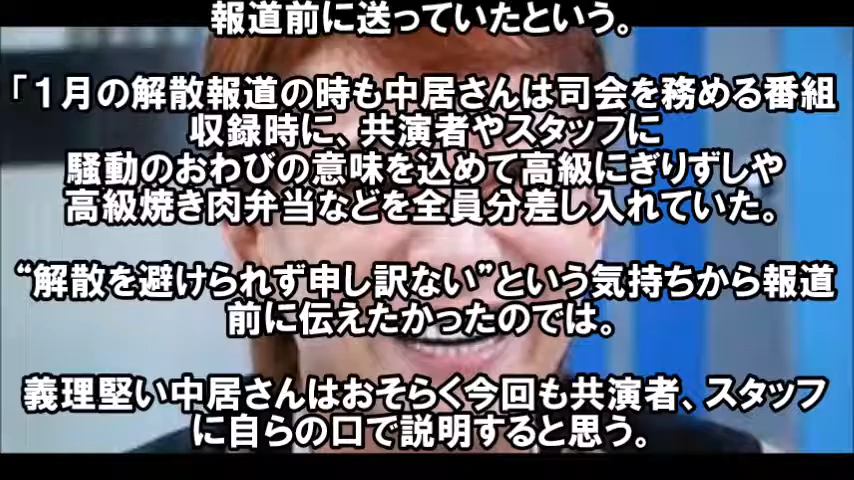 報道前に送っていたという。
「１月の解散報道の時も中居さんは司会を務める番組
収録時に、共演者やスタッフに
騒動のおわびの意味を込めて高級にぎりずしや
高級焼き肉弁当などを全員分差し入れていた。
“解散を避けられず申し訳ない”という気持ちから報道
前に伝えたかったのでは。
義理堅い中居さんはおそらく今回も共演者、スタッフ
に自らの口で説明すると思う。